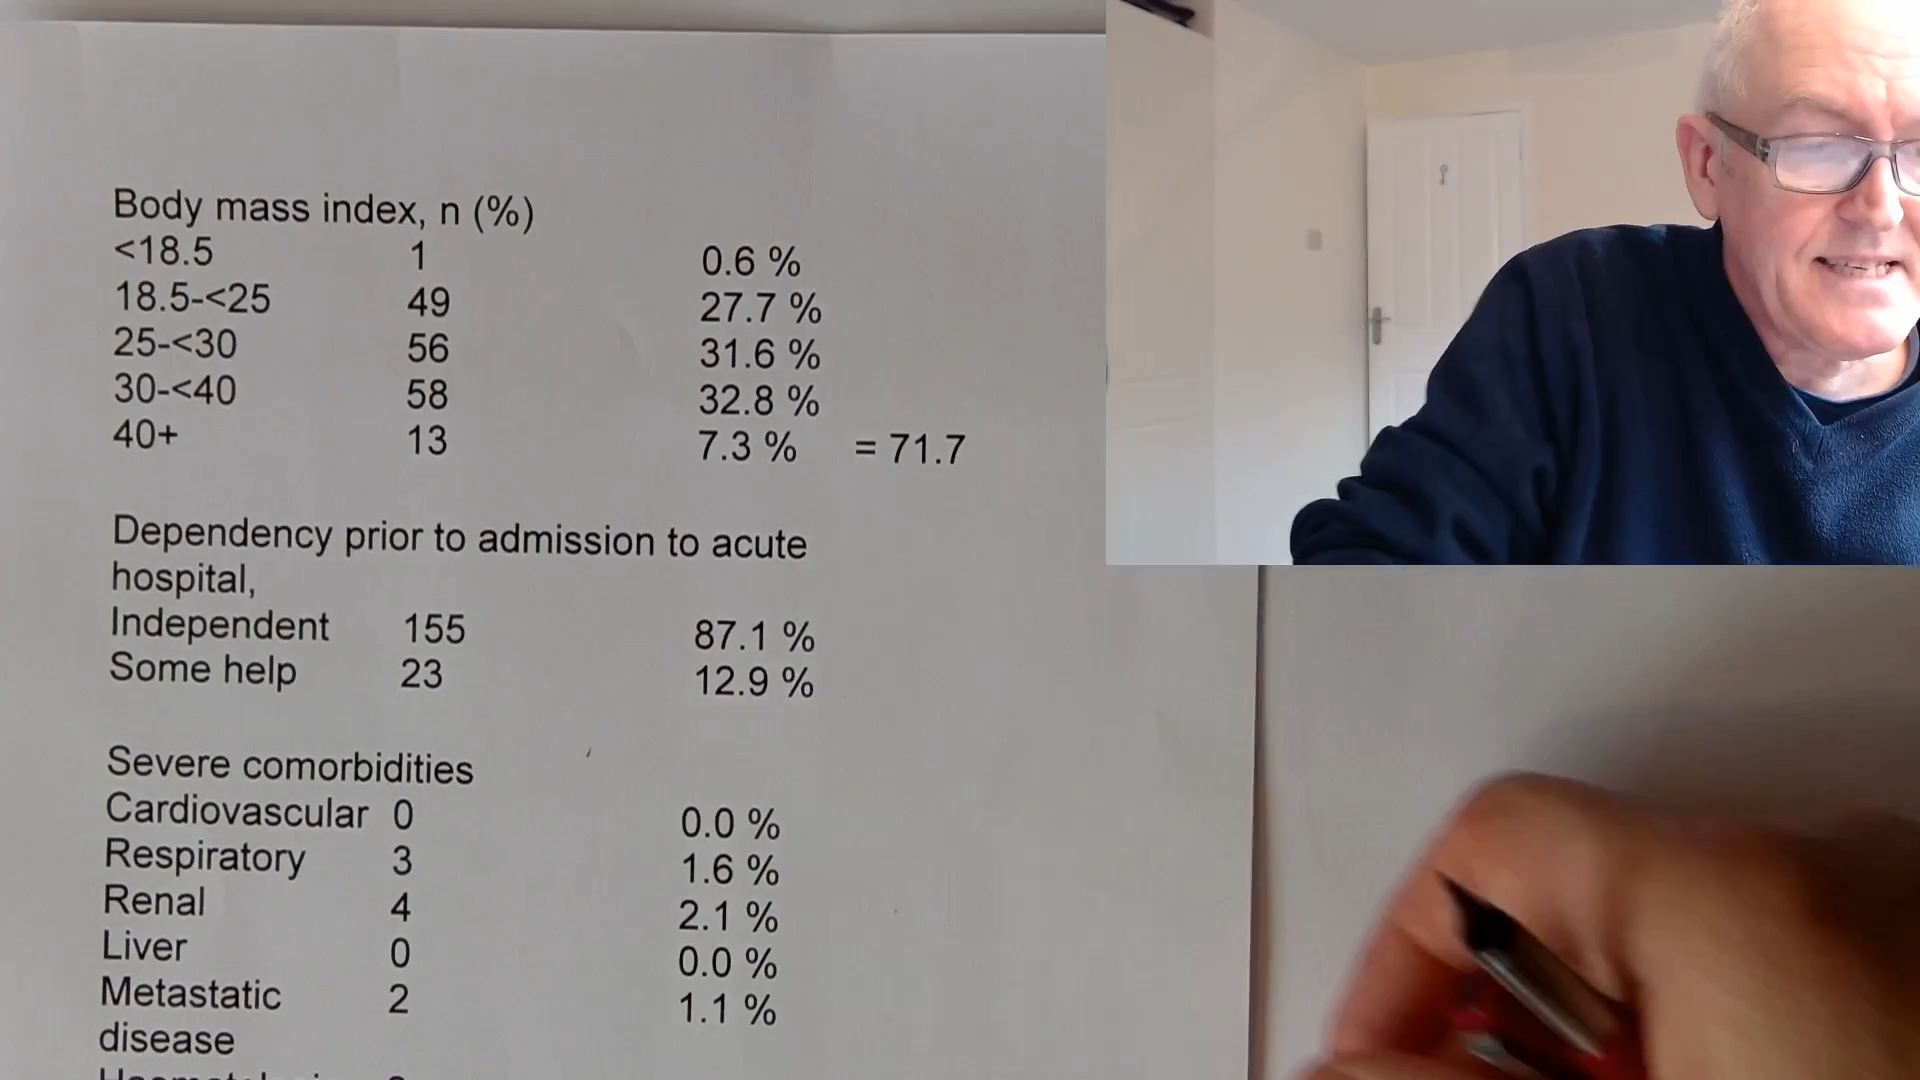 Body mass index, n (%)
<18.5 1 0.6 %
18.5-<25 49 27.7 %
25-<30 56 31.6 %
30-<40 58 32.8 %
40+ 13 7.3 % = 71.7
Dependency prior to admission to acute
hospital,
Independent 155 87.1 %
Some help 23 12.9 %
Severe comorbidities
Cardiovascular 0 0.0 %
Respiratory 3 1.6 %
Renal 4 2.1 %
Liver 0 0.0 %
Metastatic 2 1.1 %
disease